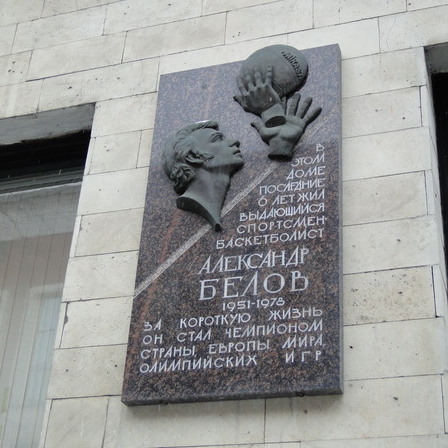 В
ЭТОМ
ДОМЕ
ПОСЛЕДНИЕ
6 ЛЕТ ЖИЛ
ВЫДАЮЩИЙСЯ
СПОРТСМЕН-
БАСКЕТБОЛИСТ
АЛЕКСАНДР
БЕЛОВ
1951-1978
ЗА КОРОТКУЮ ЖИЗНЬ
ОН СТАЛ ЧЕМПИОНОМ
СТРАНЫ, ЕВРОПЫ, МИРА,
ОЛИМПИЙСКИХ ИГР